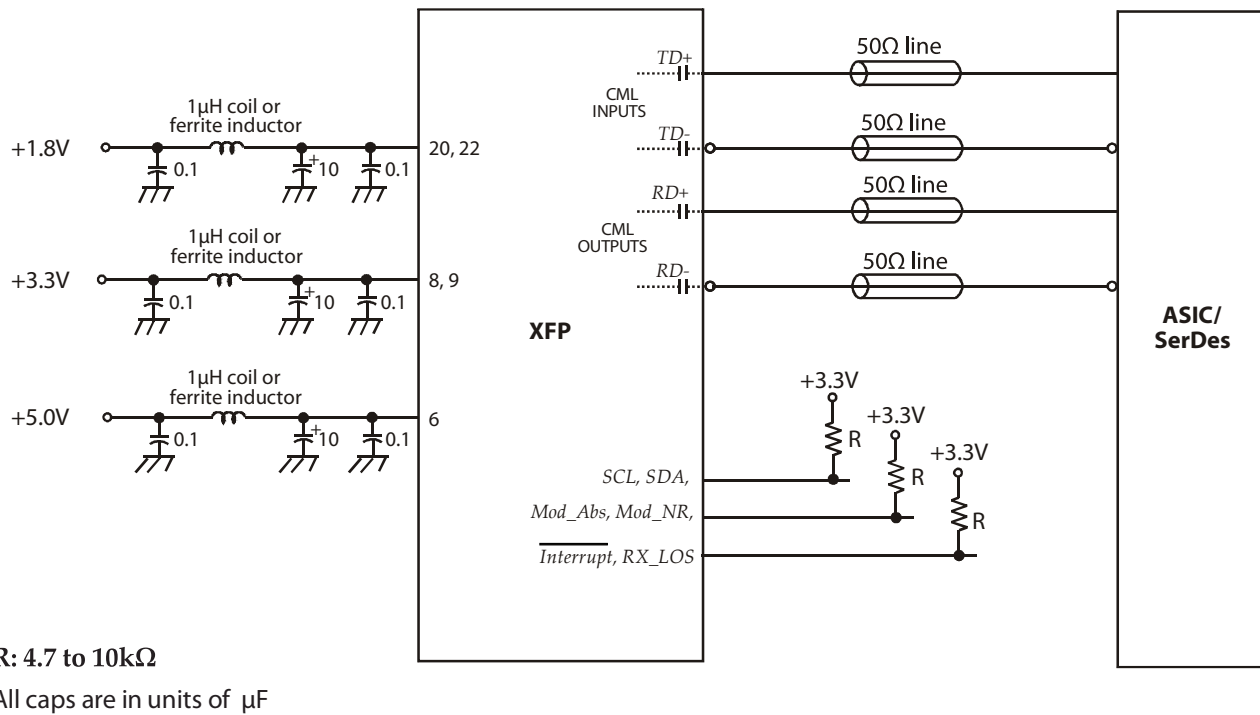 50Ω line
TD+
CML
INPUTS
50Ω line
TD-
1μH coil or
ferrite inductor
+1.8V
0.1
+
10
0.1
20, 22
50Ω line
RD+
CML
OUTPUTS
50Ω line
RD-
1μH coil or
ferrite inductor
+3.3V
0.1
+
10
0.1
8, 9
XFP
ASIC/
SerDes
1μH coil or
ferrite inductor
+5.0V
0.1
+
10
0.1
6
+3.3V
R
+3.3V
R
+3.3V
R
SCL, SDA,
Mod_Abs, Mod_NR,
Interrupt, RX_LOS
R: 4.7 to 10kΩ
All caps are in units of μF